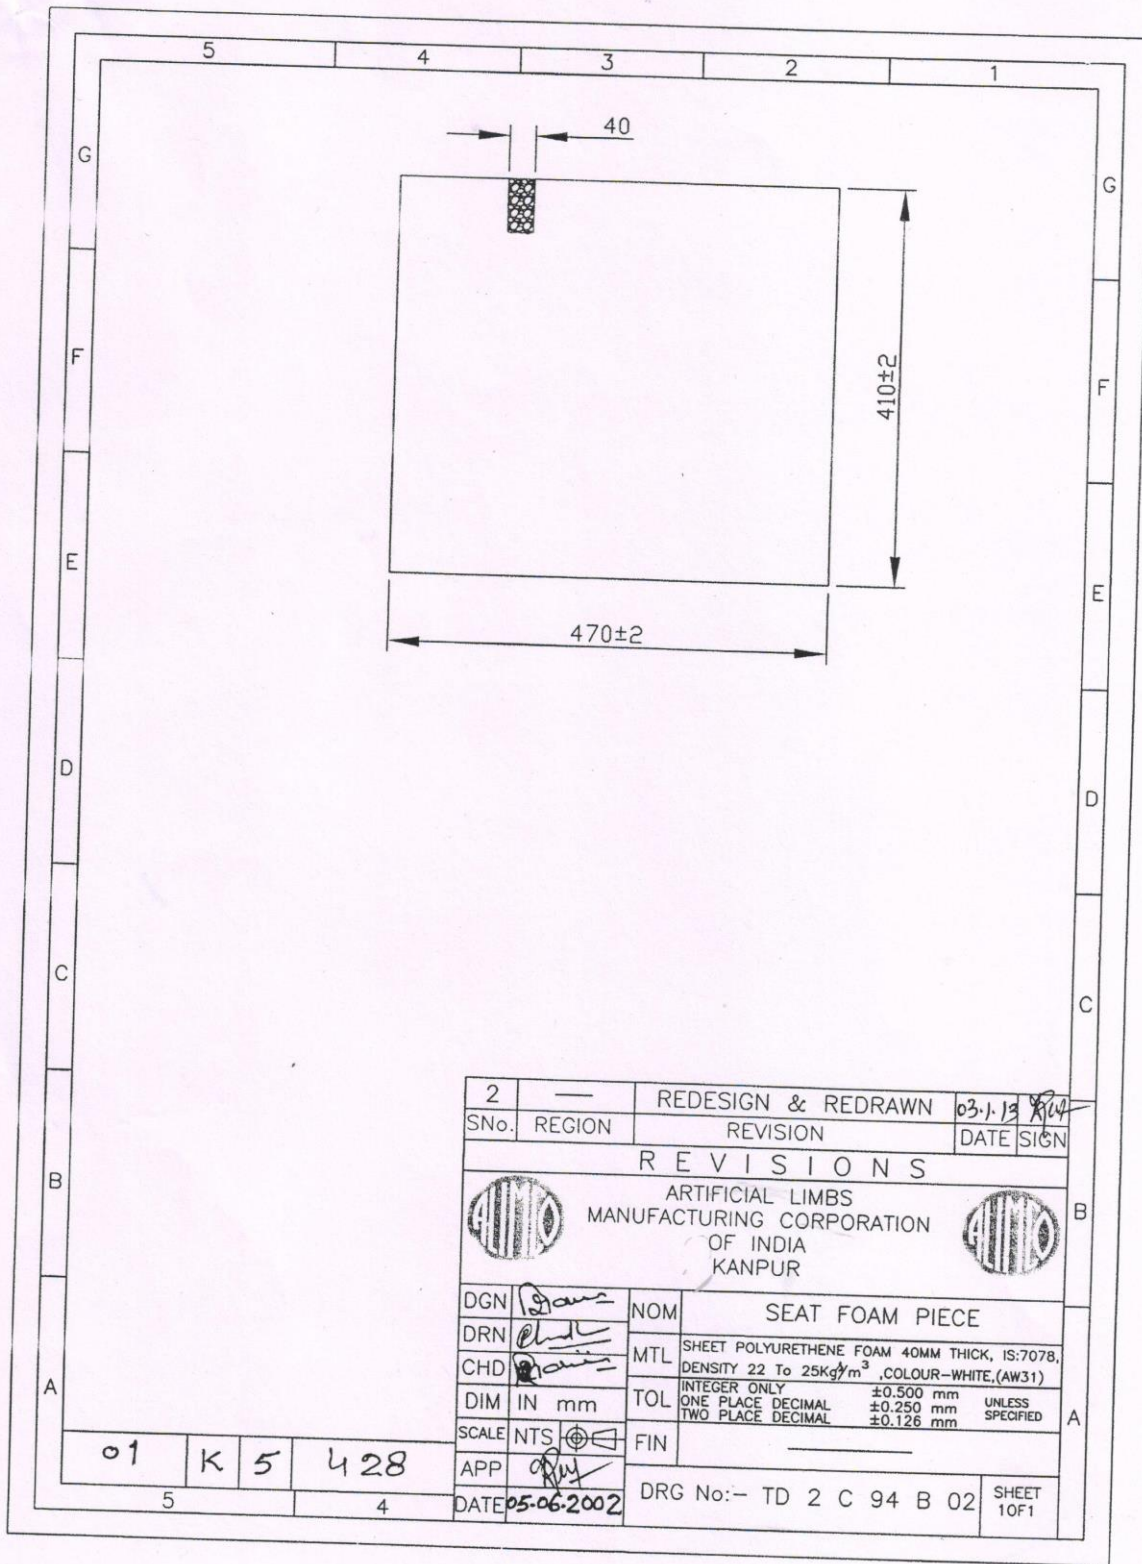 5 4 3 2 1
G
F
E
D
C
B
A
G
F
E
D
C
B
A
40
410±2
470±2
2 — REDESIGN & REDRAWN 03.1.13
SNo. REGION REVISION DATE SIGN
REVISIONS
ALIMCO
ARTIFICIAL LIMBS
MANUFACTURING CORPORATION
OF INDIA
KANPUR
ALIMCO
DGN
DRN
CHD
DIM IN mm
SCALE NTS
APP
DATE 05.06.2002
NOM SEAT FOAM PIECE
MTL SHEET POLYURETHENE FOAM 40MM THICK, IS:7078,
DENSITY 22 To 25Kg/m³ ,COLOUR-WHITE,(AW31)
TOL INTEGER ONLY ±0.500 mm
ONE PLACE DECIMAL ±0.250 mm
TWO PLACE DECIMAL ±0.126 mm
UNLESS
SPECIFIED
FIN
DRG No:- TD 2 C 94 B 02
SHEET
1OF1
01 K 5 428
5 4